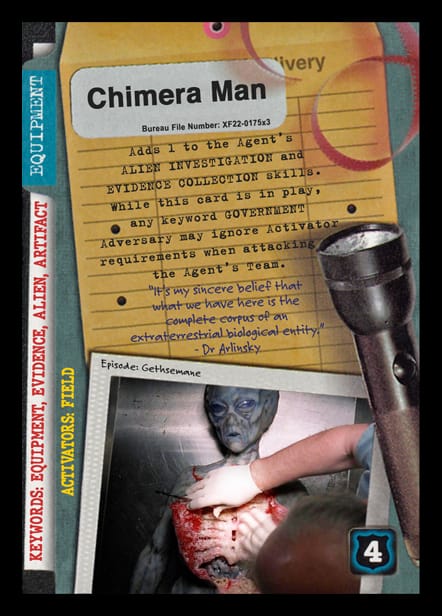 livery
Chimera Man
Bureau File Number: XF22-0175x3
Adds 1 to the Agent's
ALIEN INVESTIGATION and
EVIDENCE COLLECTION skills.
While this card is in play,
any keyword GOVERNMENT
Adversary may ignore Activator
requirements when attacking
the Agent's Team.
"It's my sincere belief that
what we have here is the
complete corpus of an
extraterrestrial biological entity."
- Dr Arlinsky
Episode: Gethsemane
EQUIPMENT
KEYWORDS: EQUIPMENT, EVIDENCE, ALIEN, ARTIFACT
ACTIVATORS: FIELD
4